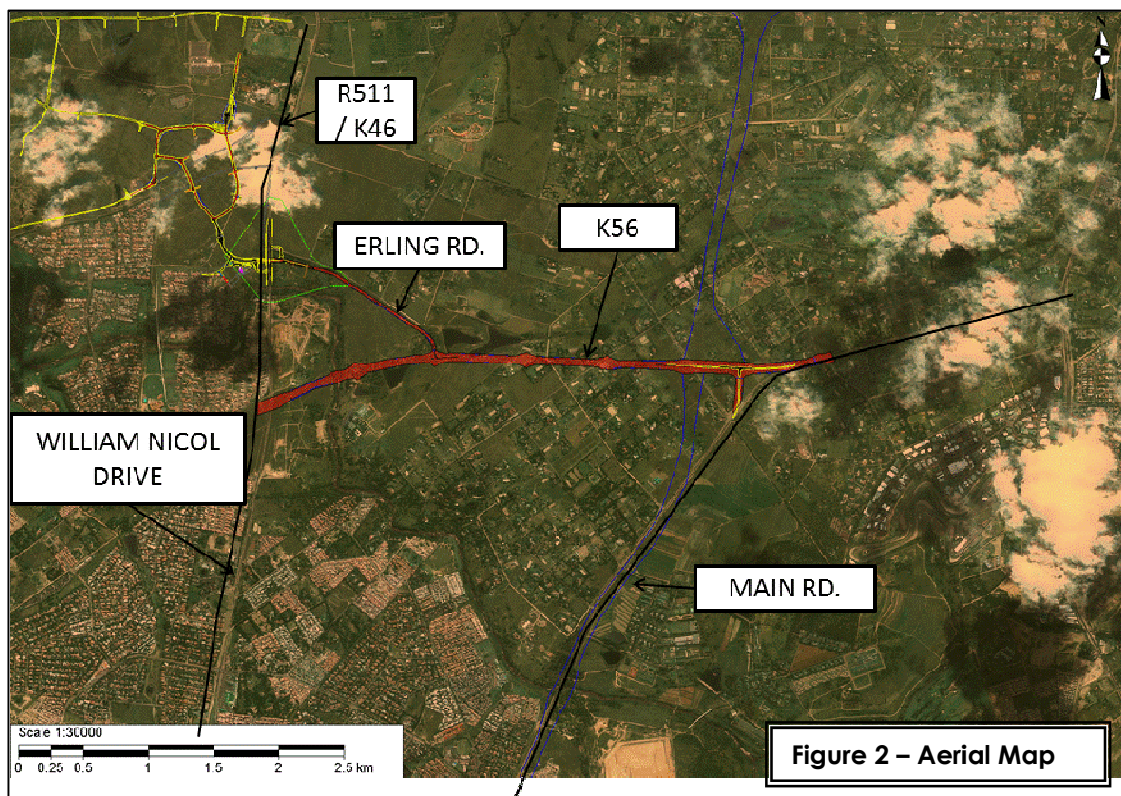 R511
/ K46
K56
ERLING RD.
WILLIAM NICOL
DRIVE
MAIN RD.
Scale 1:30000
0 0.25 0.5 1 1.5 2 2.5 km
Figure 2 – Aerial Map